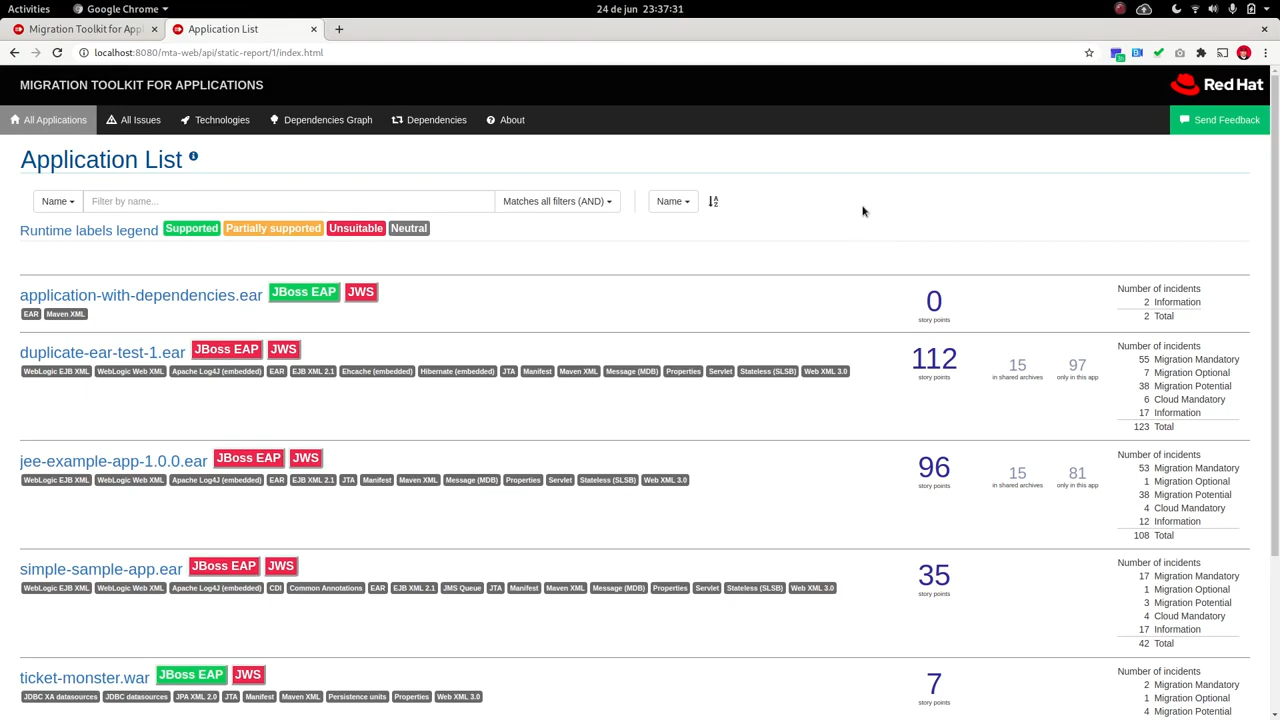 Activities
Google Chrome
24 de jun 23:37:31
Migration Toolkit for Appl
Application List
localhost:8080/mta-web/api/static-report/1/index.html
MIGRATION TOOLKIT FOR APPLICATIONS
Red Hat
All Applications
All Issues
Technologies
Dependencies Graph
Dependencies
About
Send Feedback
Application List
Name
Filter by name...
Matches all filters (AND)
Name
Runtime labels legend Supported Partially supported Unsuitable Neutral
application-with-dependencies.ear JBoss EAP JWS
EAR Maven XML
0
story points
Number of incidents
2 Information
2 Total
duplicate-ear-test-1.ear JBoss EAP JWS
WebLogic EJB XML WebLogic Web XML Apache Log4J (embedded) EAR EJB XML 2.1 Ehcache (embedded) Hibernate (embedded) JTA Manifest Maven XML Message (MDB) Properties Servlet Stateless (SLSB) Web XML 3.0
112
story points
15
in shared archives
97
only in this app
Number of incidents
55 Migration Mandatory
7 Migration Optional
38 Migration Potential
6 Cloud Mandatory
17 Information
123 Total
jee-example-app-1.0.0.ear JBoss EAP JWS
WebLogic EJB XML WebLogic Web XML Apache Log4J (embedded) EAR EJB XML 2.1 JTA Manifest Maven XML Message (MDB) Properties Servlet Stateless (SLSB) Web XML 3.0
96
story points
15
in shared archives
81
only in this app
Number of incidents
53 Migration Mandatory
1 Migration Optional
38 Migration Potential
4 Cloud Mandatory
12 Information
108 Total
simple-sample-app.ear JBoss EAP JWS
WebLogic EJB XML WebLogic Web XML Apache Log4J (embedded) CDI Common Annotations EAR EJB XML 2.1 JMS Queue JTA Manifest Maven XML Message (MDB) Properties Servlet Stateless (SLSB) Web XML 3.0
35
story points
Number of incidents
17 Migration Mandatory
1 Migration Optional
3 Migration Potential
4 Cloud Mandatory
17 Information
42 Total
ticket-monster.war JBoss EAP JWS
JDBC XA datasources JDBC datasources JPA XML 2.0 JTA Manifest Maven XML Persistence units Properties Web XML 3.0
7
story points
Number of incidents
2 Migration Mandatory
1 Migration Optional
4 Migration Potential